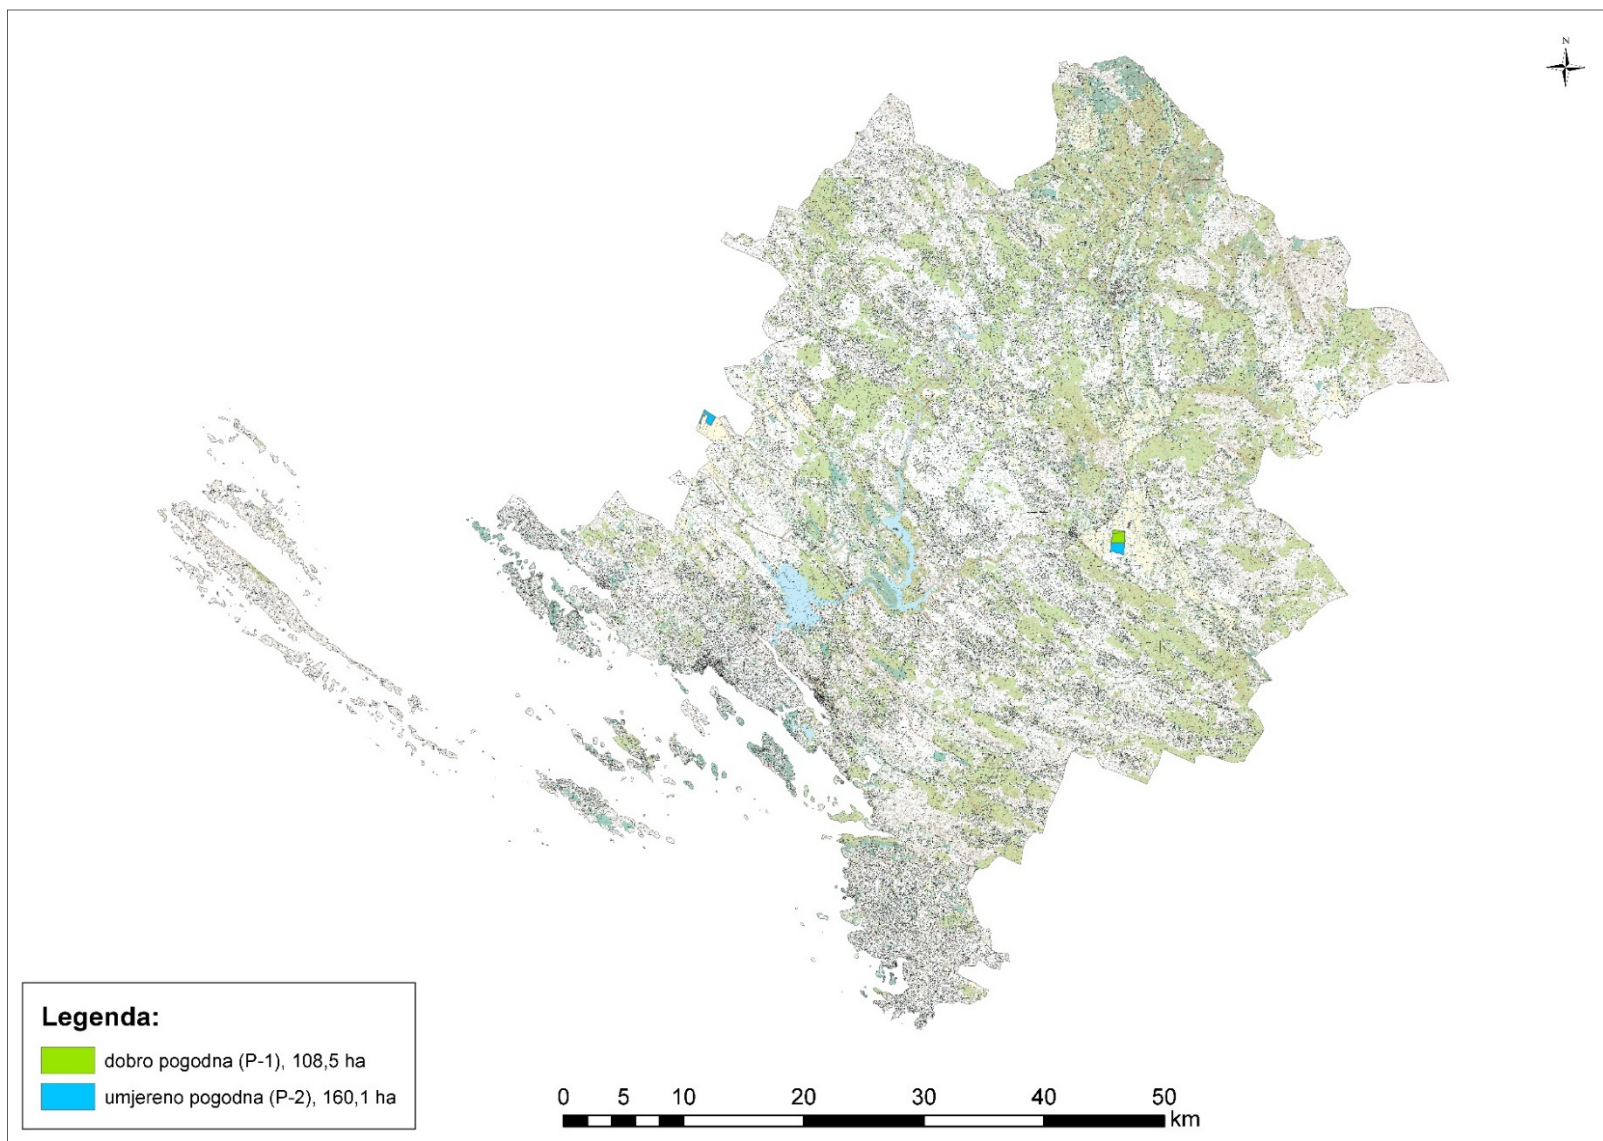 N
Legenda:
dobro pogodna (P-1), 108,5 ha
umjereno pogodna (P-2), 160,1 ha
0 5 10 20 30 40 50
km